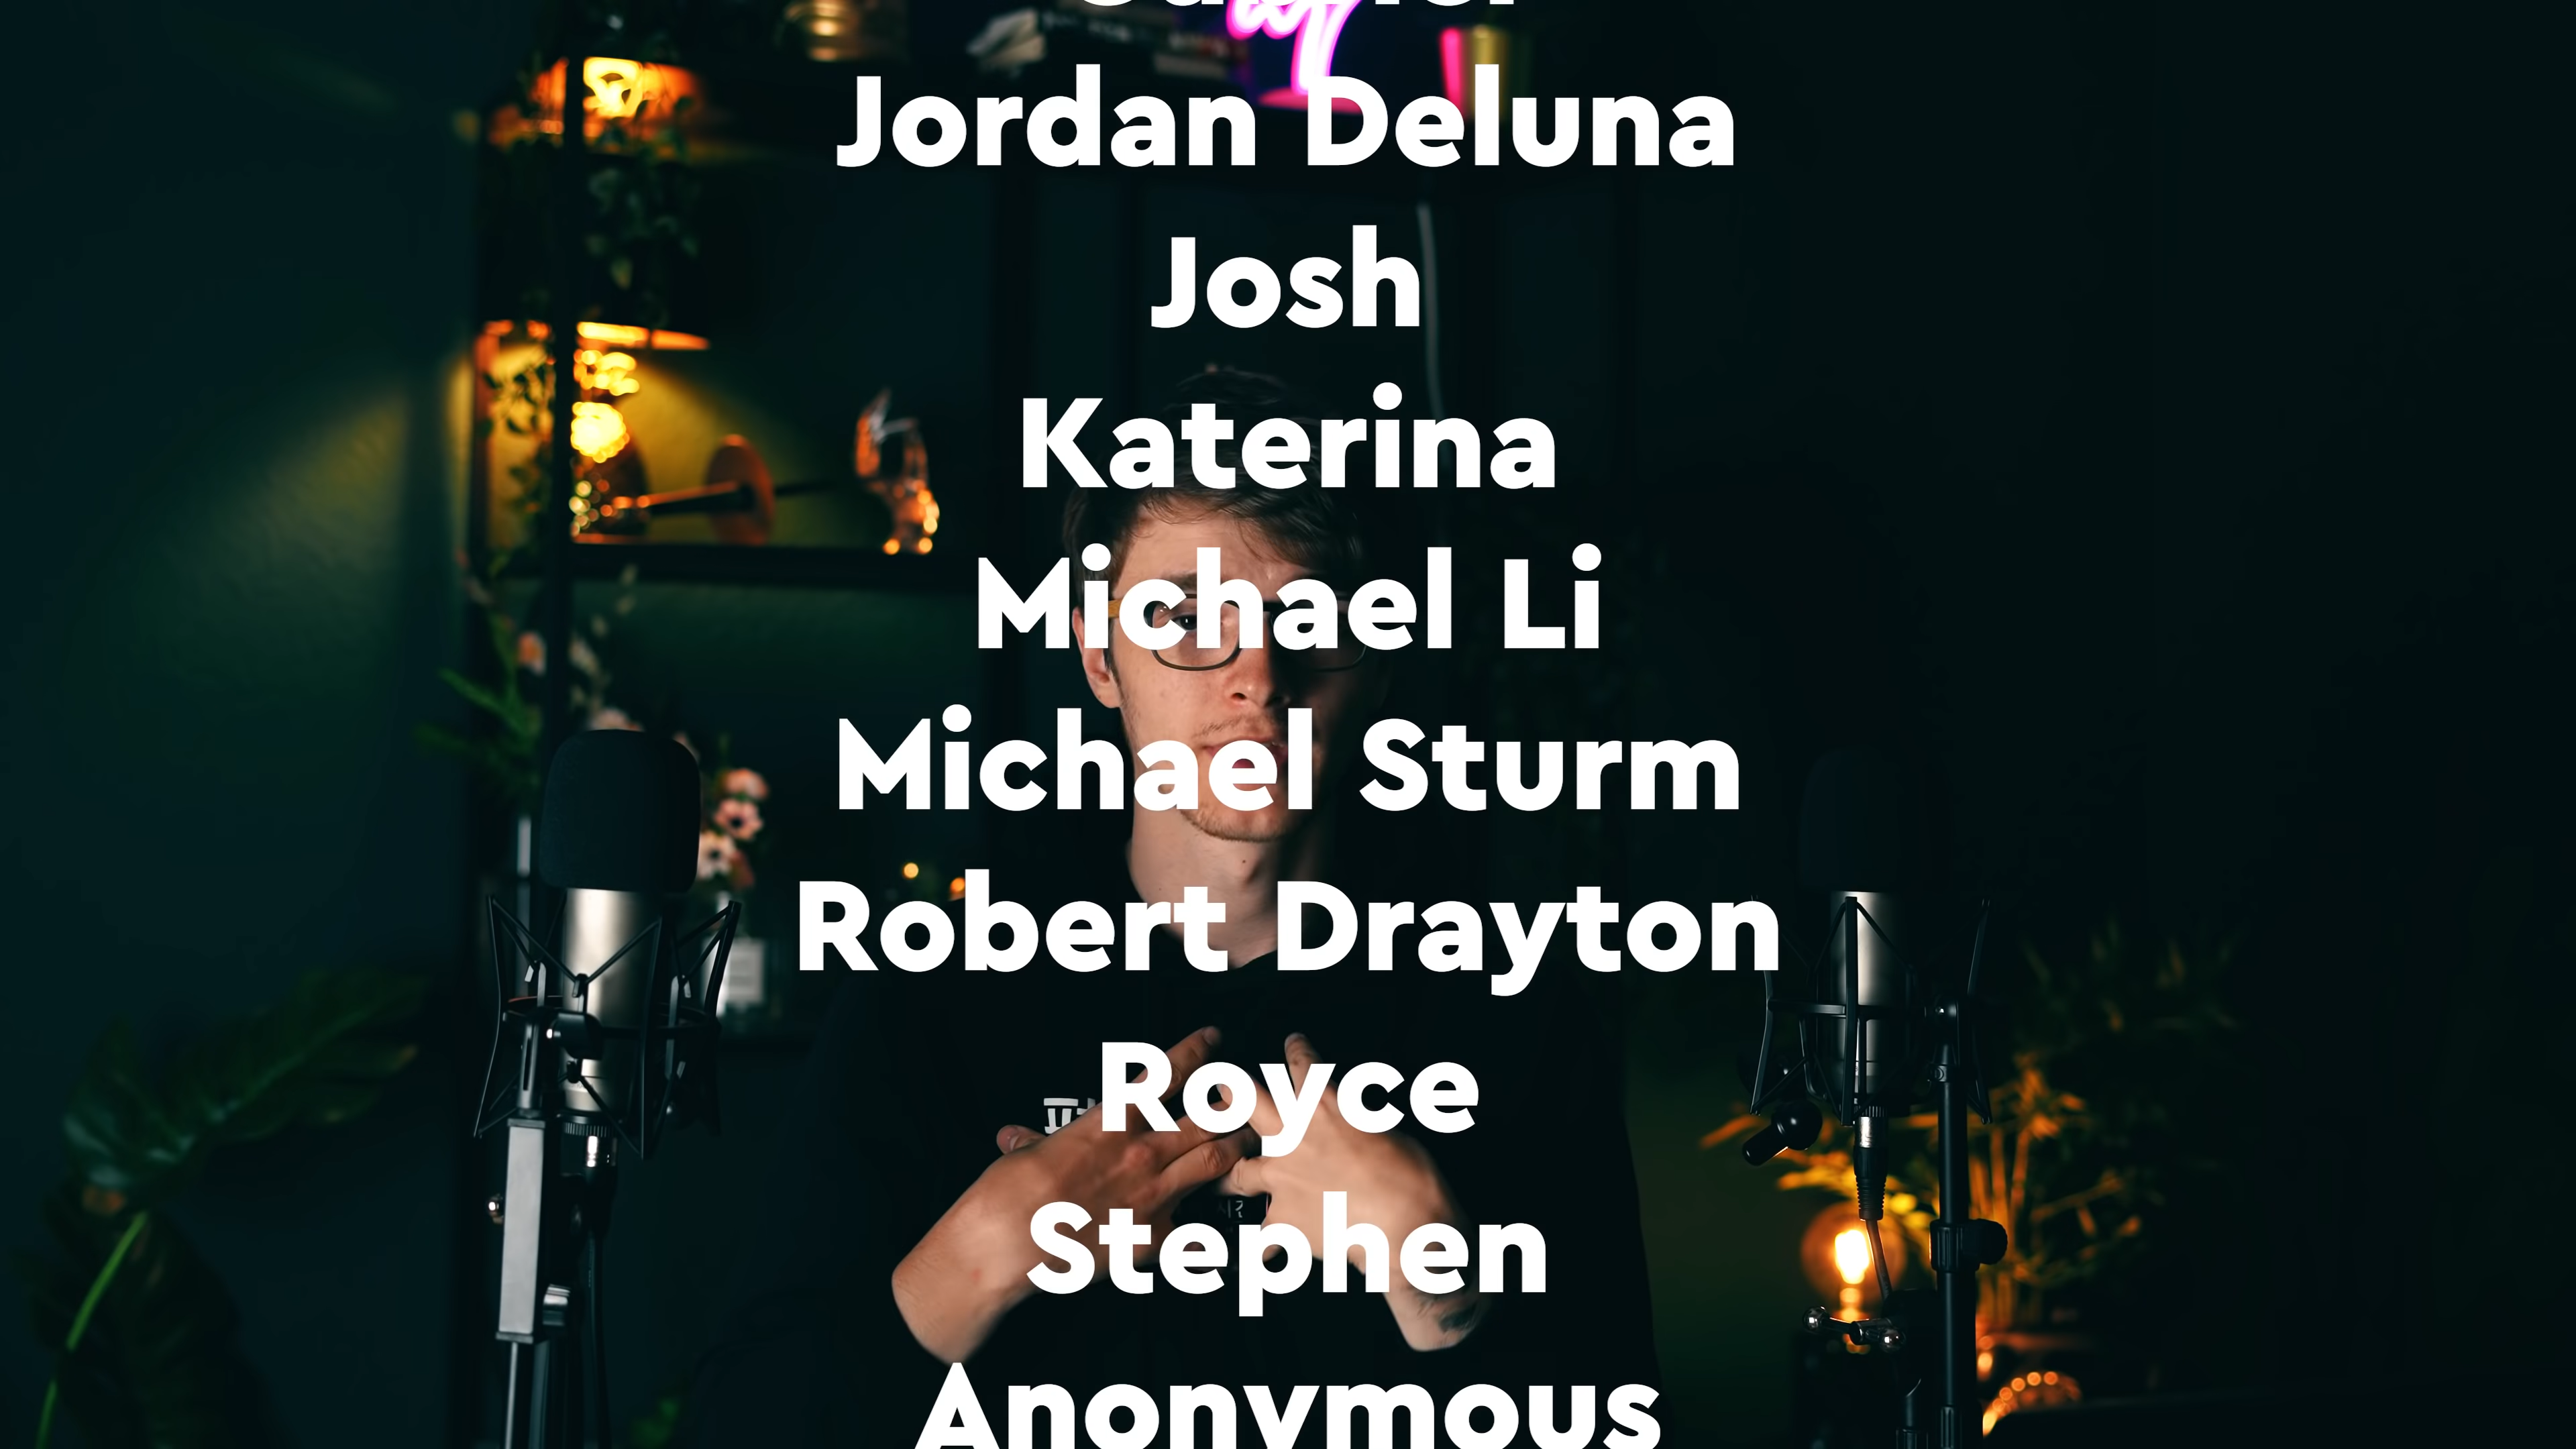 Jordan Deluna
Josh
Katerina
Michael Li
Michael Sturm
Robert Drayton
Royce
Stephen
Anonymous